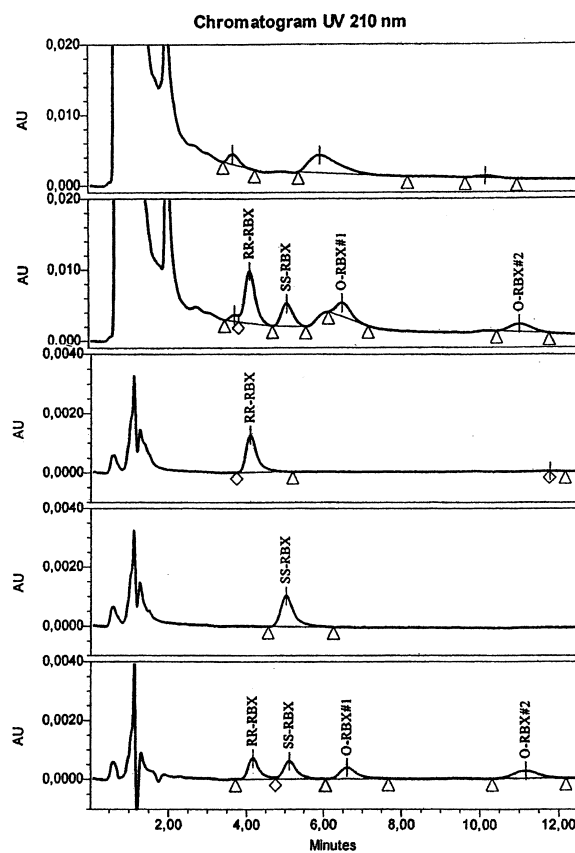 Chromatogram UV 210 nm
0,020
AU
0,010
0,000
0,020
AU
0,010
0,000
RR-RBX
SS-RBX
O-RBX#1
O-RBX#2
0,0040
AU
0,0020
0,0000
RR-RBX
0,0040
AU
0,0020
0,0000
SS-RBX
0,0040
AU
0,0020
0,0000
RR-RBX
SS-RBX
O-RBX#1
O-RBX#2
2,00 4,00 6,00 8,00 10,00 12,00
Minutes